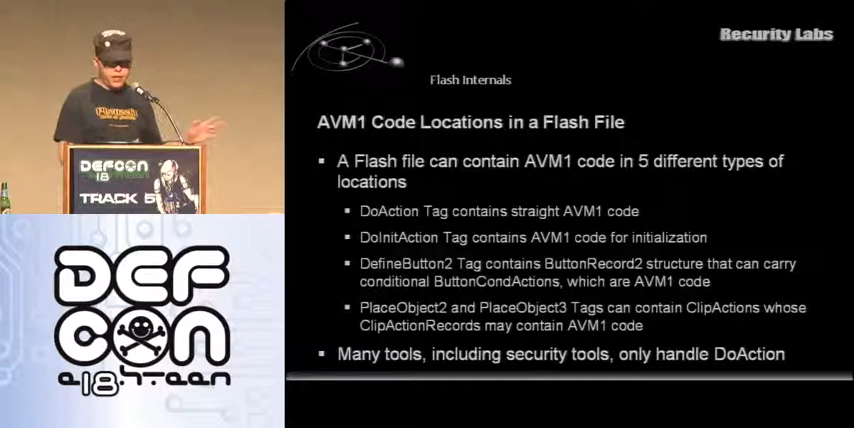 Recurity Labs
Flash Internals
AVM1 Code Locations in a Flash File
A Flash file can contain AVM1 code in 5 different types of
locations
DoAction Tag contains straight AVM1 code
DoInitAction Tag contains AVM1 code for initialization
DefineButton2 Tag contains ButtonRecord2 structure that can carry
conditional ButtonCondActions, which are AVM1 code
PlaceObject2 and PlaceObject3 Tags can contain ClipActions whose
ClipActionRecords may contain AVM1 code
Many tools, including security tools, only handle DoAction
DEFCON
18
TRACK 5
DEF
CON
e18hteen